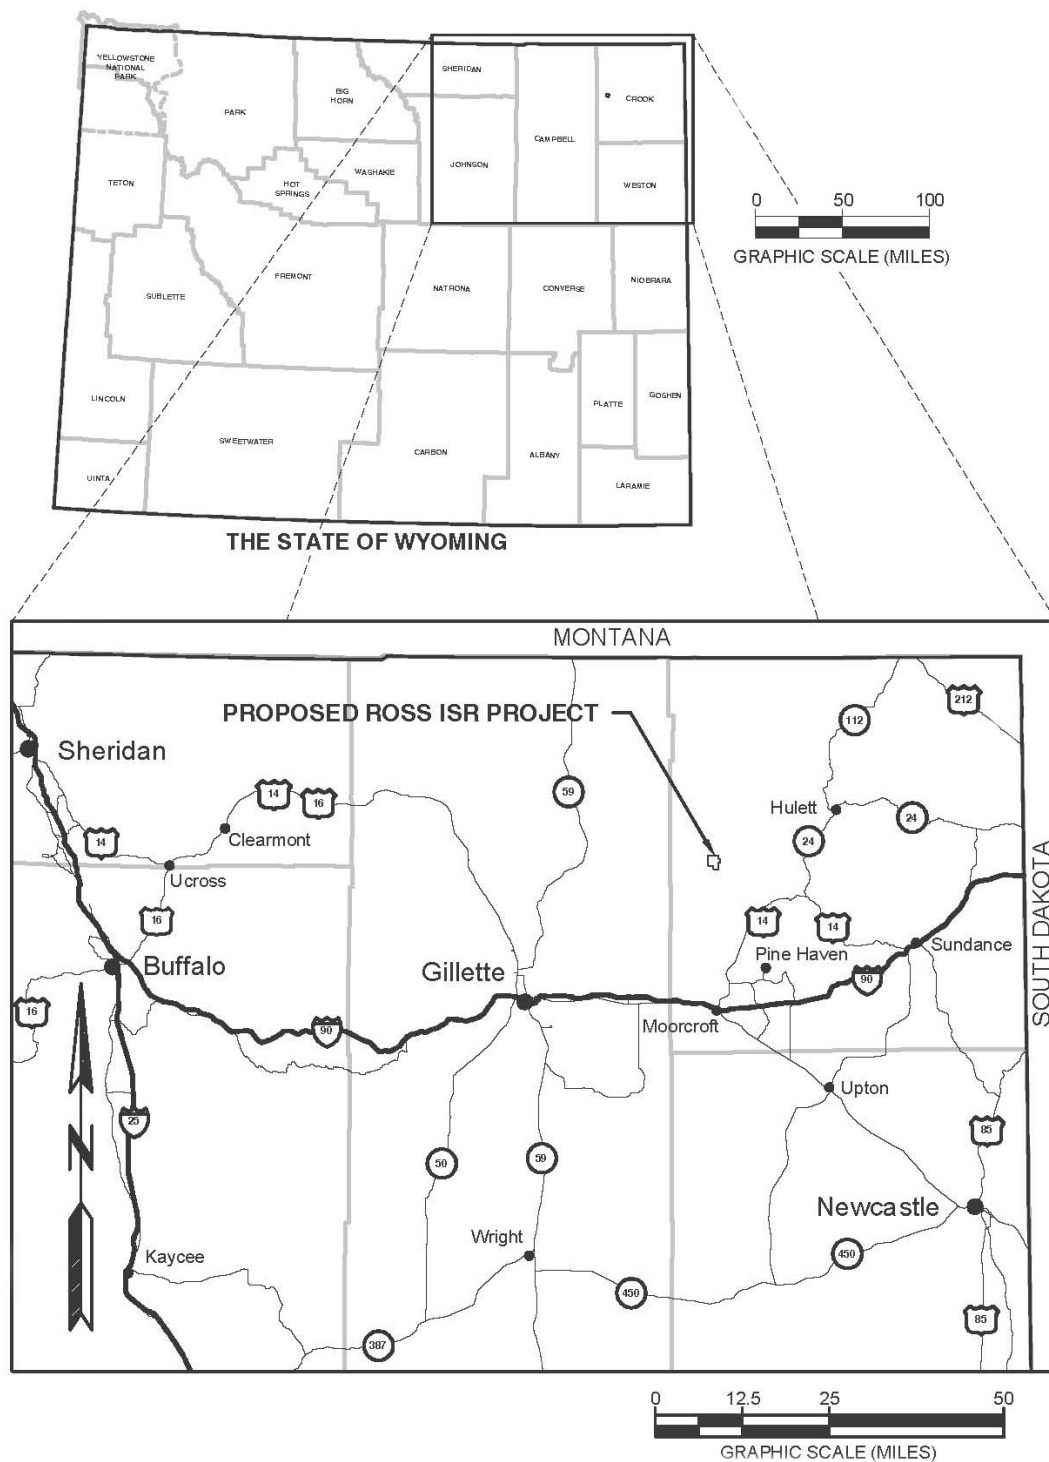 YELLOWSTONE
NATIONAL
PARK
SHERIDAN
BIG
HORN
CROOK
PARK
CAMPBELL
JOHNSON
WASHAKIE
HOT
SPRINGS
TETON
WESTON
0 50 100
GRAPHIC SCALE (MILES)
FREMONT
NIOBRARA
SUBLETTE
NATRONA
CONVERSE
LINCOLN
PLATTE
GOSHEN
SWEETWATER
CARBON
ALBANY
UINTA
LARAMIE
THE STATE OF WYOMING
MONTANA
212
PROPOSED ROSS ISR PROJECT
112
Sheridan
14
16
59
Hulett
24
Clearmont
14
24
Ucross
16
14
14
Sundance
SOUTH DAKOTA
Buffalo
Gillette
Pine Haven
90
16
90
Moorcroft
Upton
25
85
N
50
59
Newcastle
Wright
Kaycee
450
450
85
387
0 12.5 25 50
GRAPHIC SCALE (MILES)